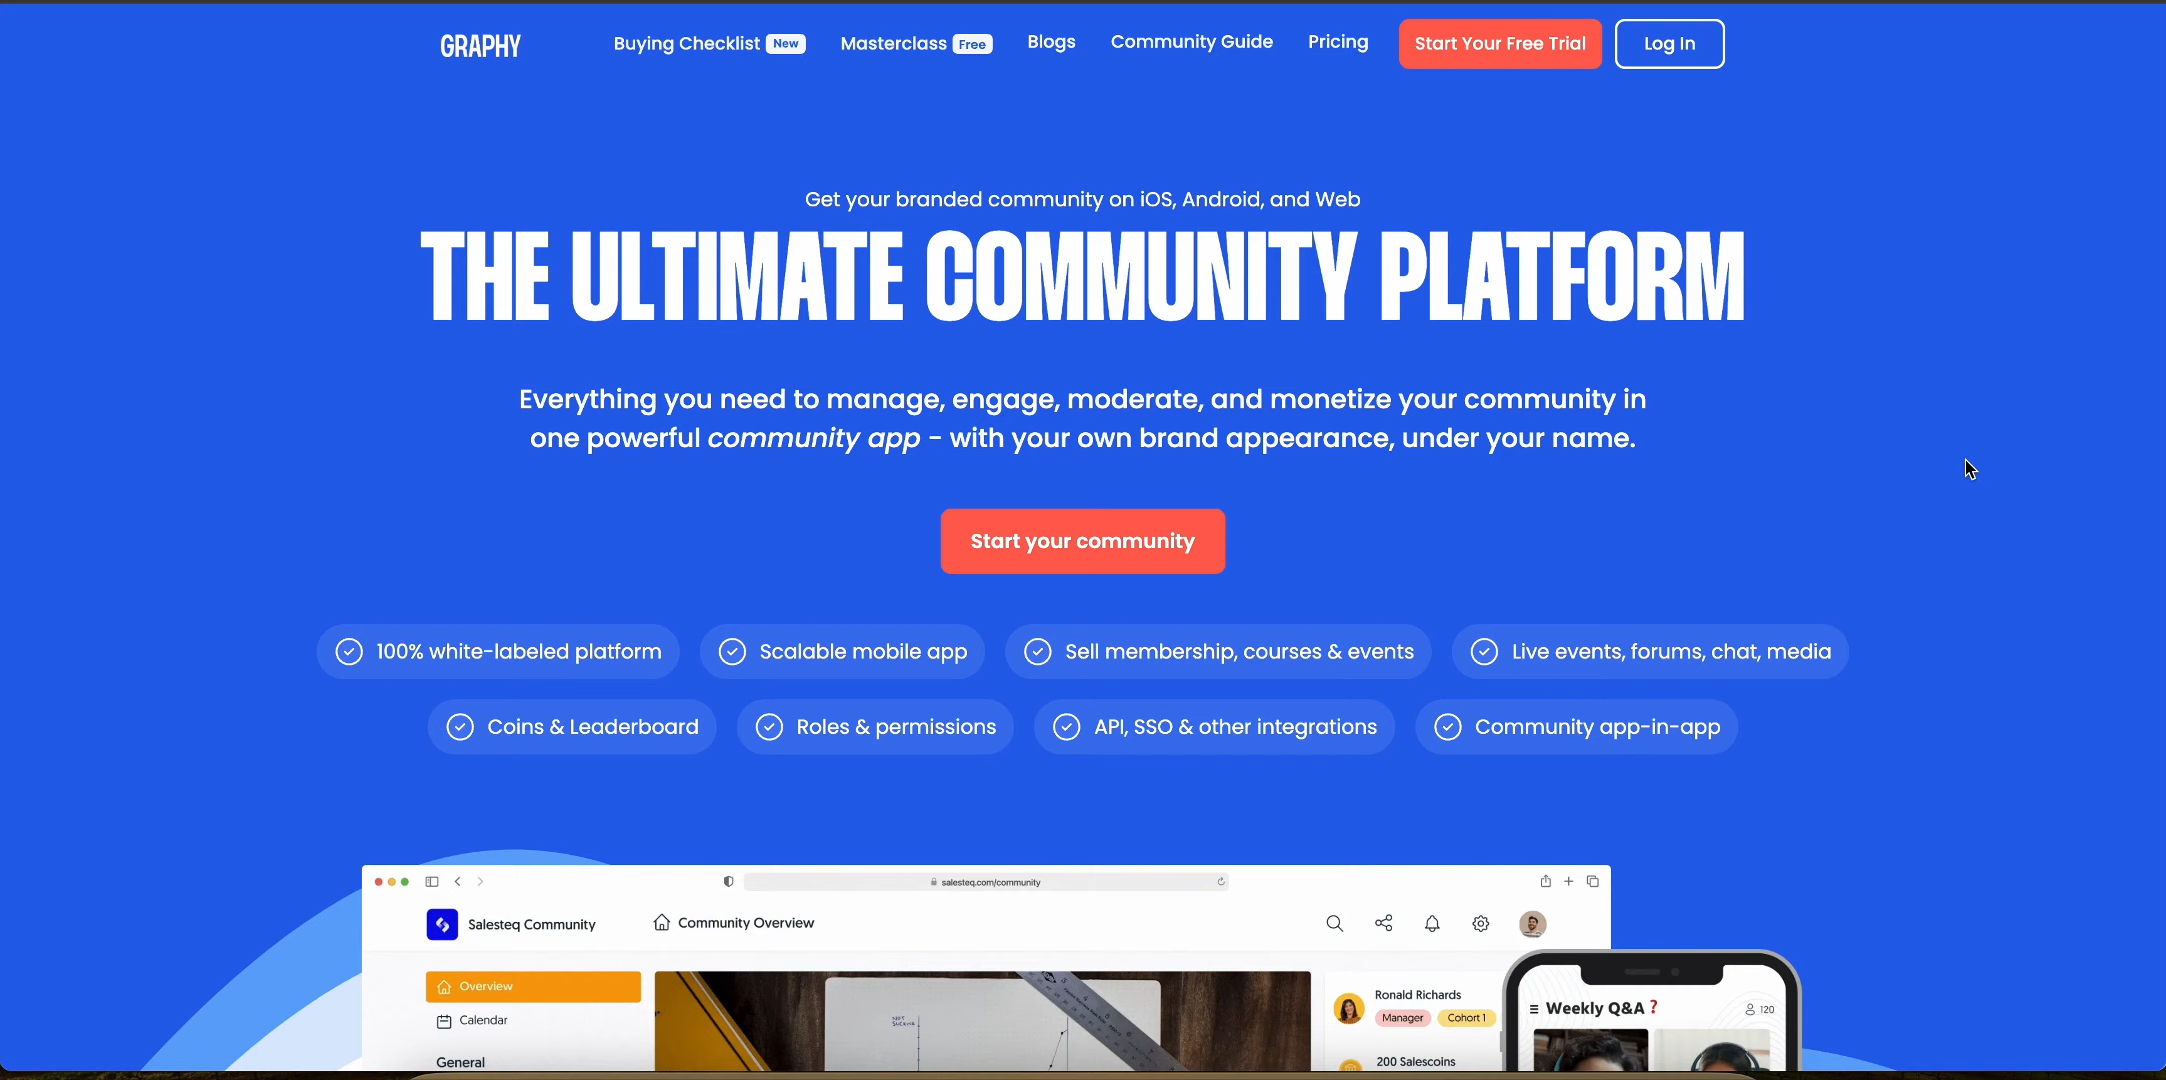 GRAPHY
Buying Checklist New
Masterclass Free
Blogs
Community Guide
Pricing
Start Your Free Trial
Log In
Get your branded community on iOS, Android, and Web
THE ULTIMATE COMMUNITY PLATFORM
Everything you need to manage, engage, moderate, and monetize your community in
one powerful community app - with your own brand appearance, under your name.
Start your community
100% white-labeled platform
Scalable mobile app
Sell membership, courses & events
Live events, forums, chat, media
Coins & Leaderboard
Roles & permissions
API, SSO & other integrations
Community app-in-app
salesteq.com/community
Salesteq Community
Community Overview
Overview
Calendar
General
Ronald Richards
Manager
Cohort 1
200 Salescoins
Weekly Q&A ?
120